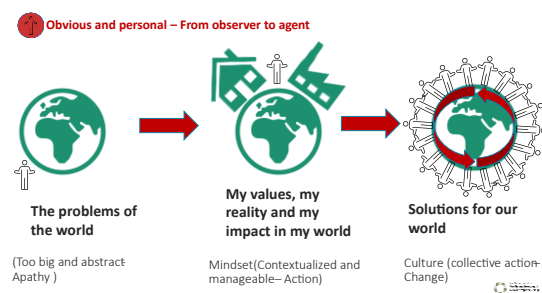 Obvious and personal – From observer to agent
The problems of
the world
(Too big and abstract-
Apathy )
My values, my
reality and my
impact in my world
Mindset(Contextualized and
manageable– Action)
Solutions for our
world
Culture (collective action–
Change)